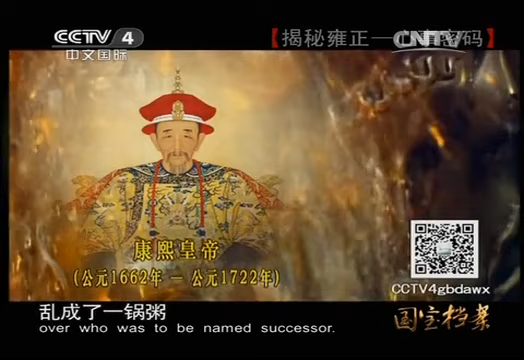 CCTV 4
中文国际
【揭秘雍正
密码】
CNTV
康熙皇帝
(公元1662年 — 公元1722年)
CCTV4gbdawx
国宝档案
乱成了一锅粥
over who was to be named successor.